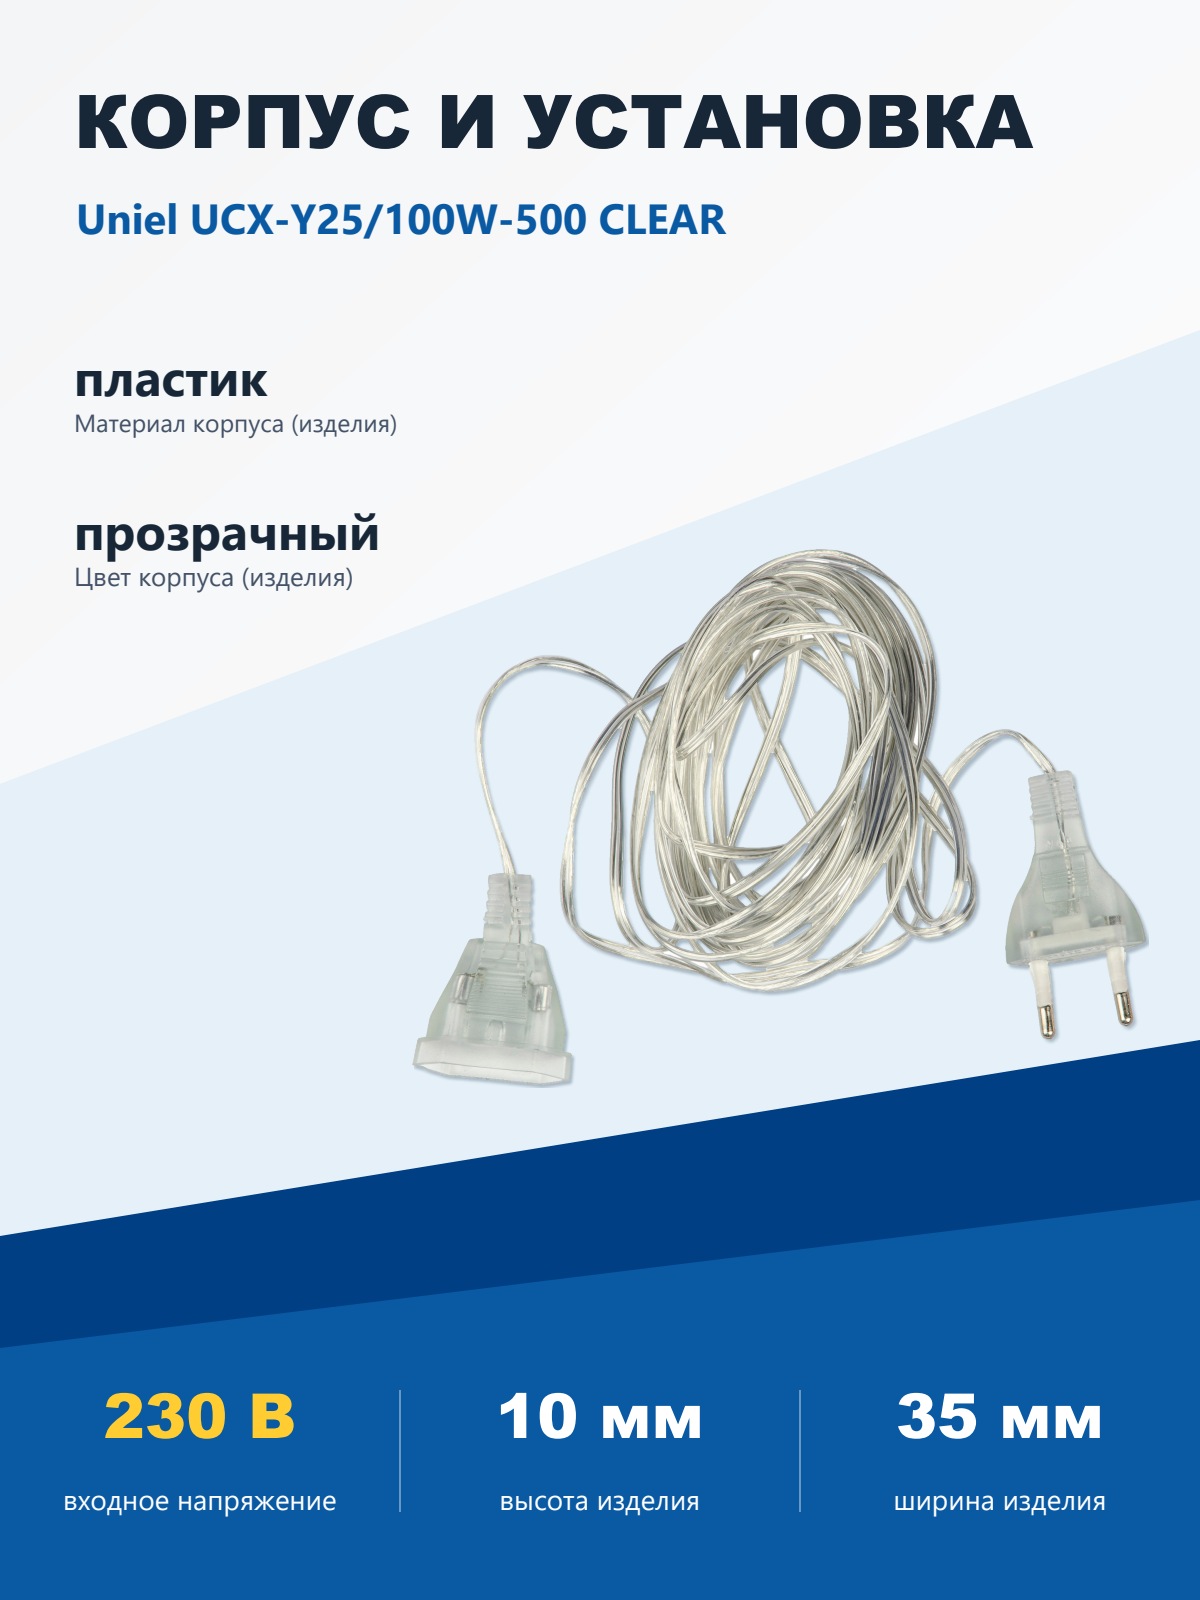 КОРПУС И УСТАНОВКА
Uniel UCX-Y25/100W-500 CLEAR
пластик
Материал корпуса (изделия)
прозрачный
Цвет корпуса (изделия)
230 В
входное напряжение
10 мм
высота изделия
35 мм
ширина изделия